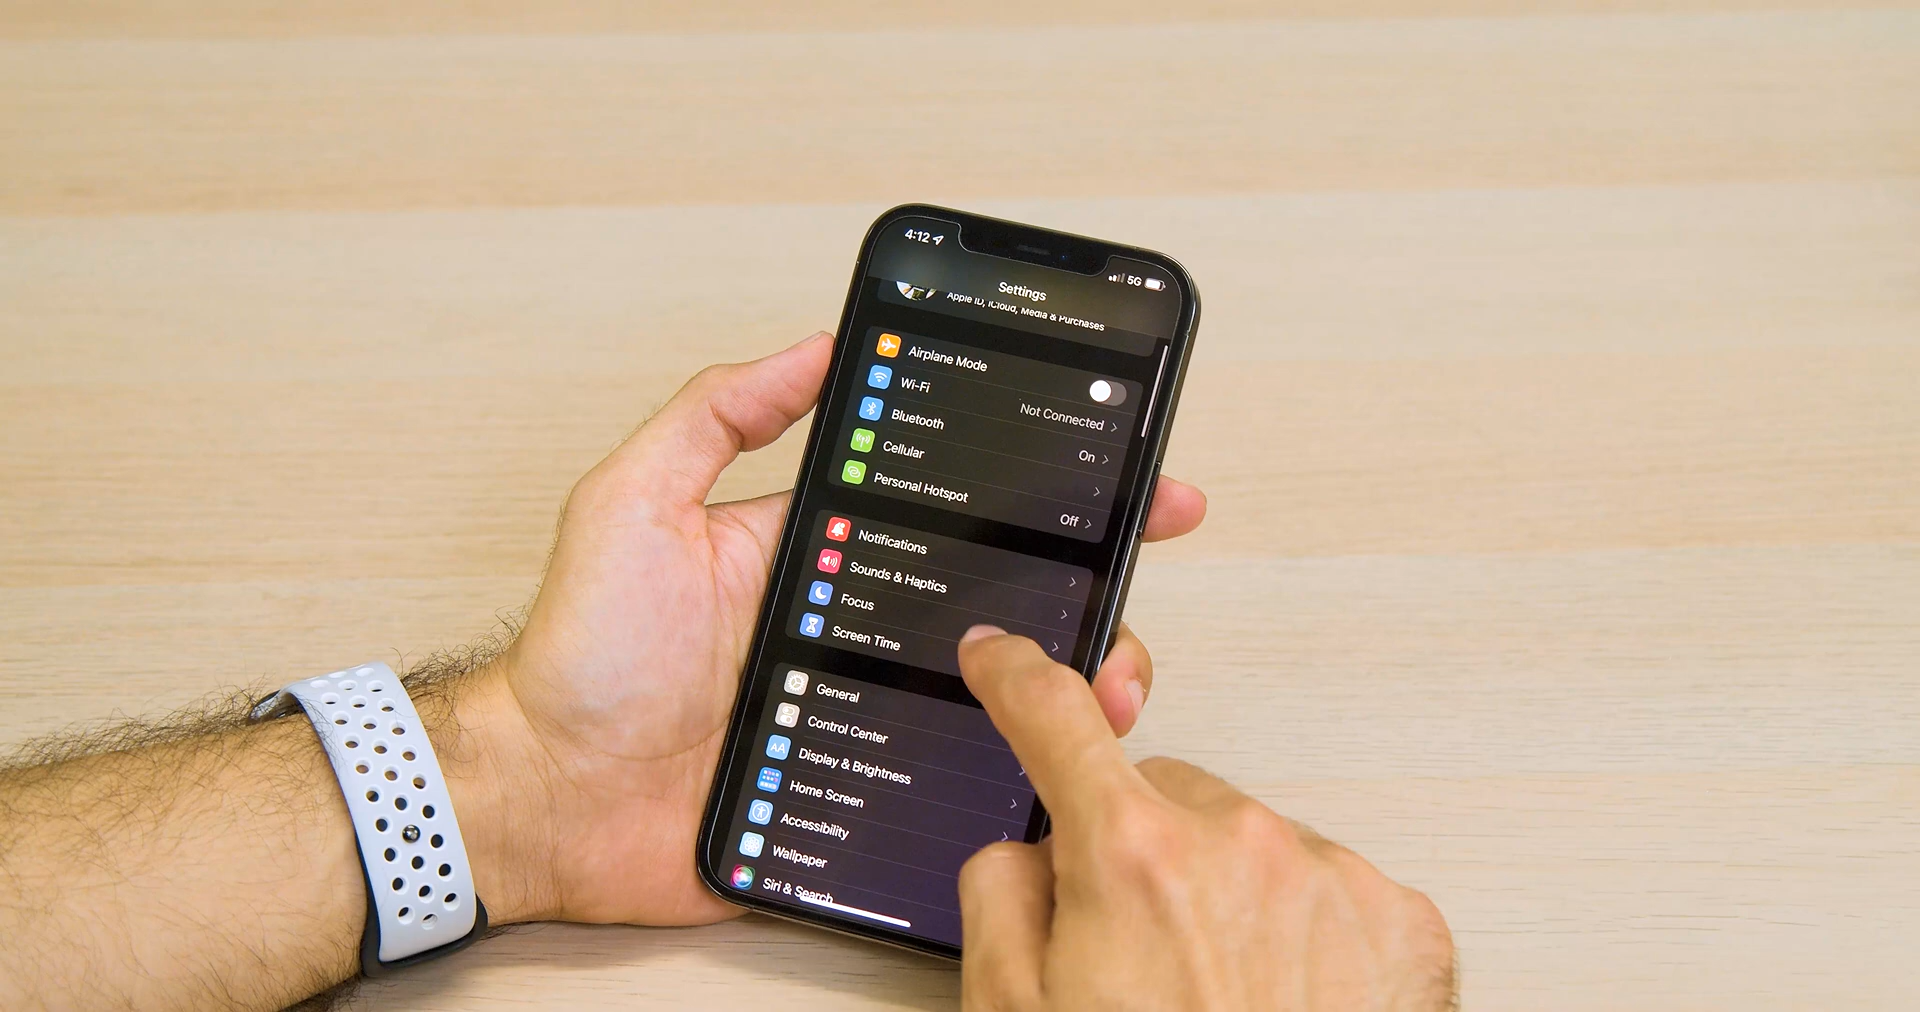 4:12
5G
Settings
Apple ID, iCloud, Media & Purchases
Airplane Mode
Wi-Fi
Not Connected
Bluetooth
On
Cellular
Personal Hotspot
Off
Notifications
Sounds & Haptics
Focus
Screen Time
General
Control Center
AA
Display & Brightness
Home Screen
Accessibility
Wallpaper
Siri & Search